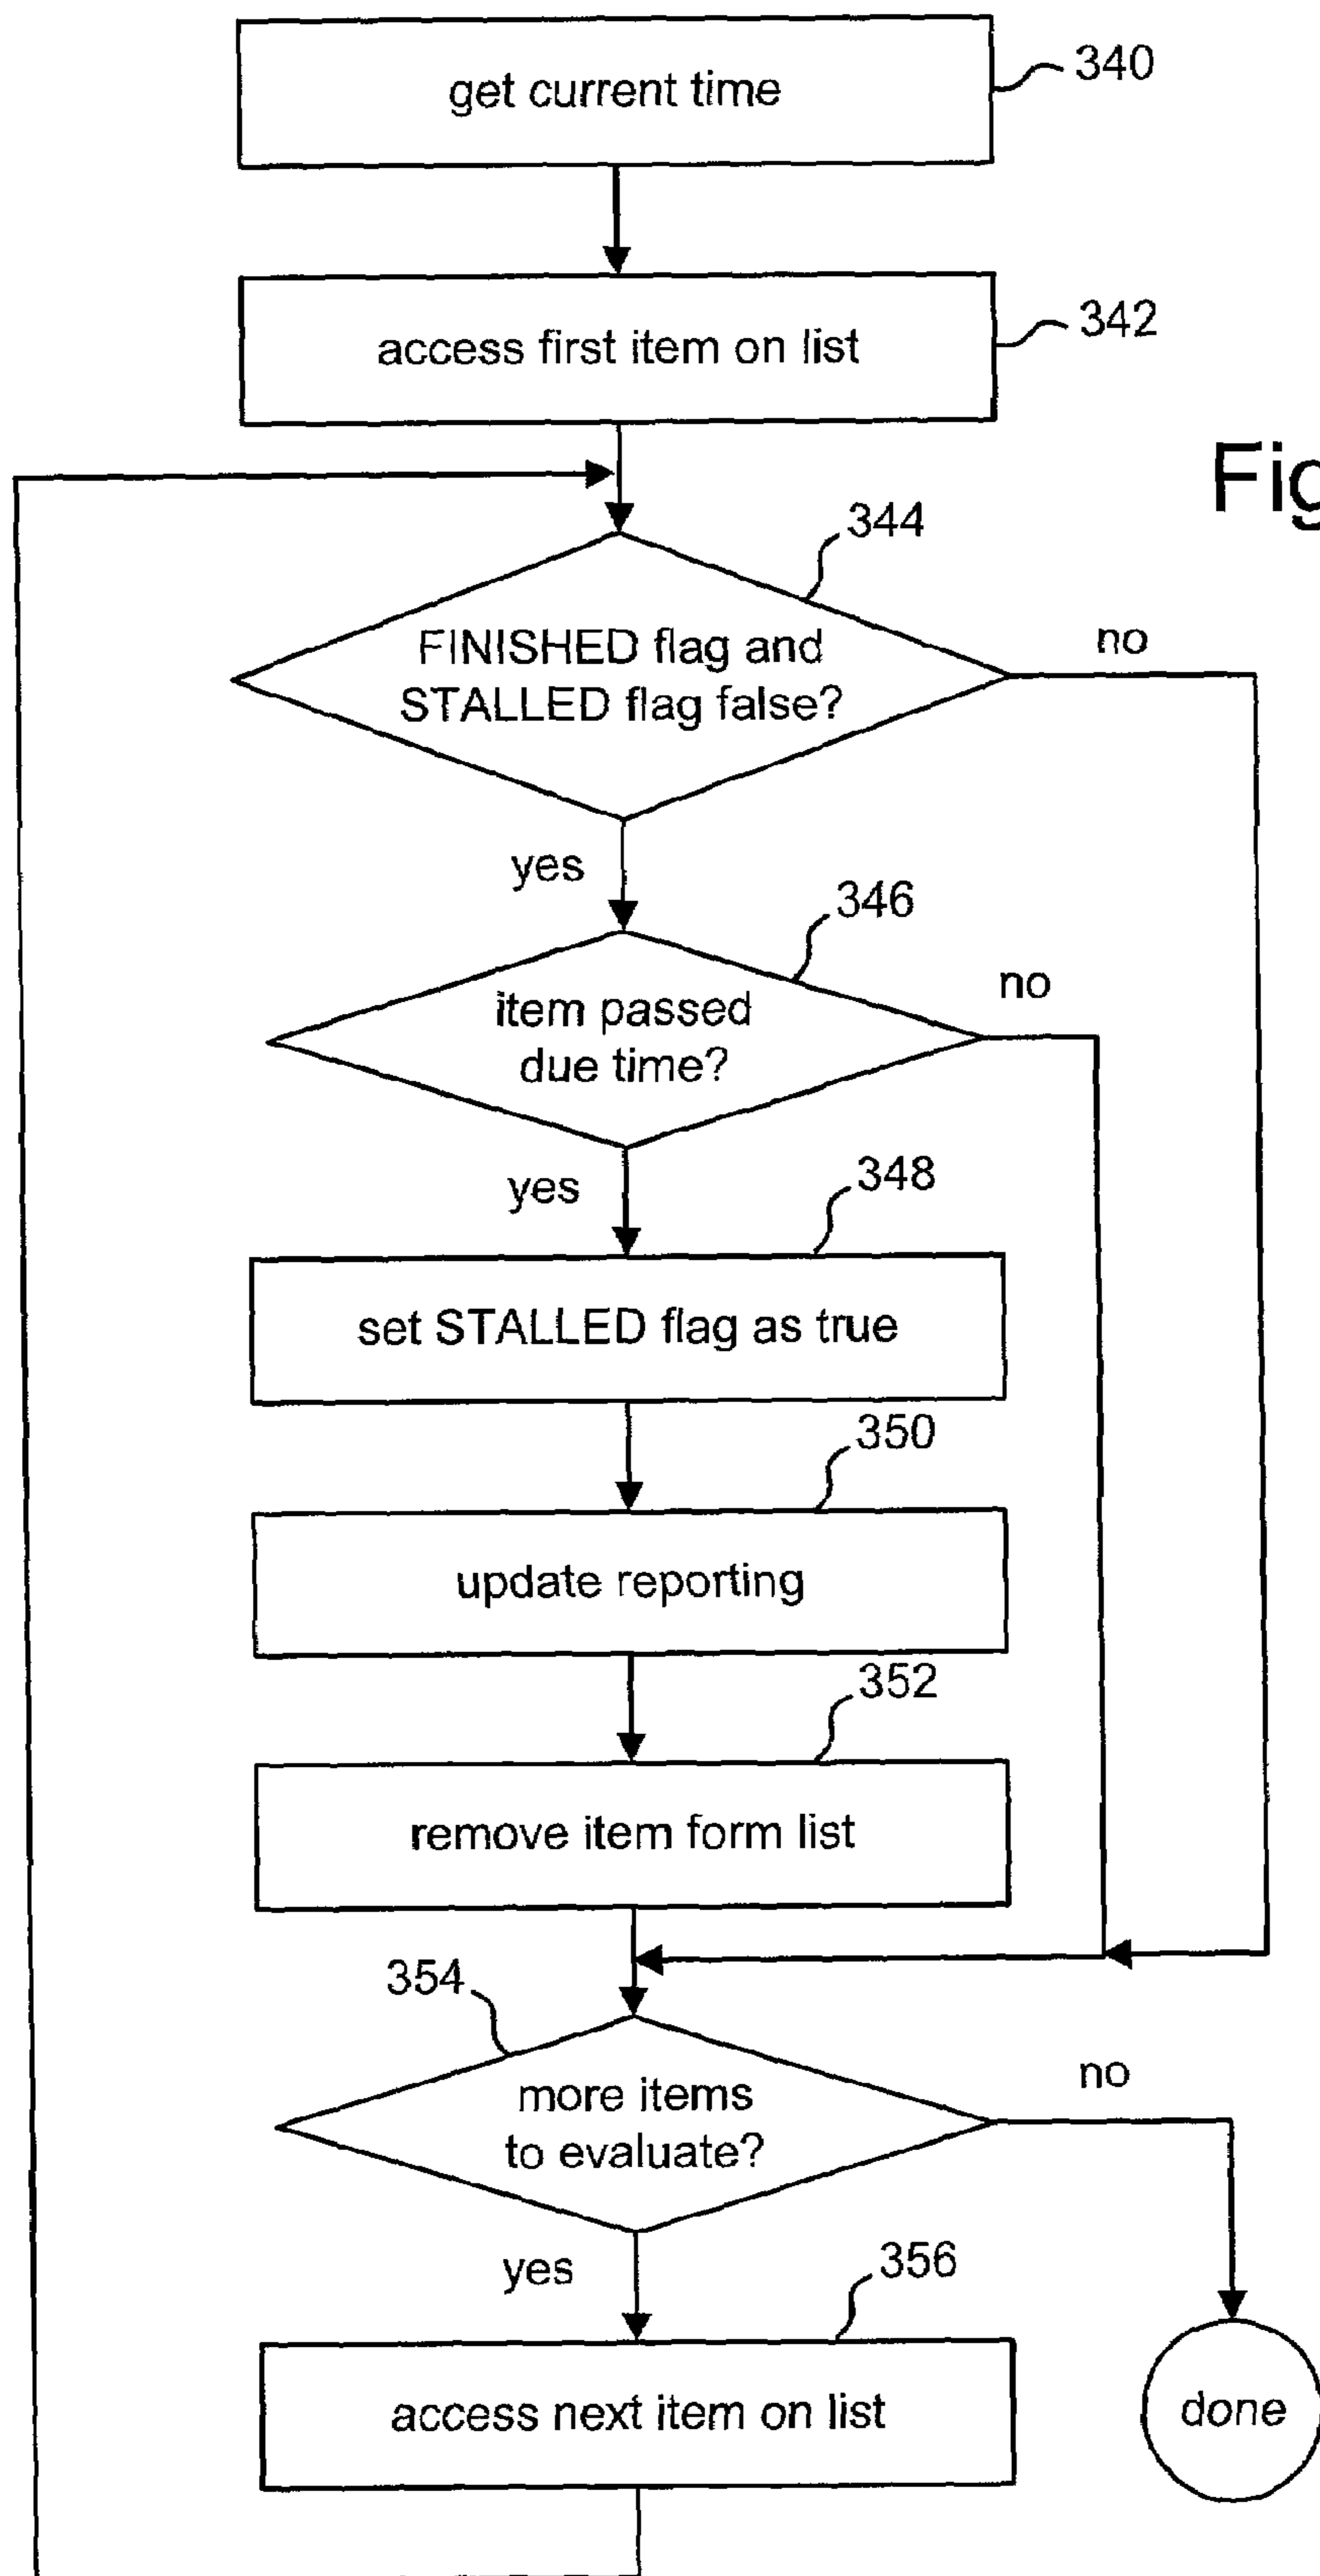 get current time
340
access first item on list
342
Fig
344
FINISHED flag and
STALLED flag false?
no
yes
346
item passed
due time?
no
yes
348
set STALLED flag as true
350
update reporting
352
remove item form list
354
more items
to evaluate?
no
yes
356
access next item on list
done